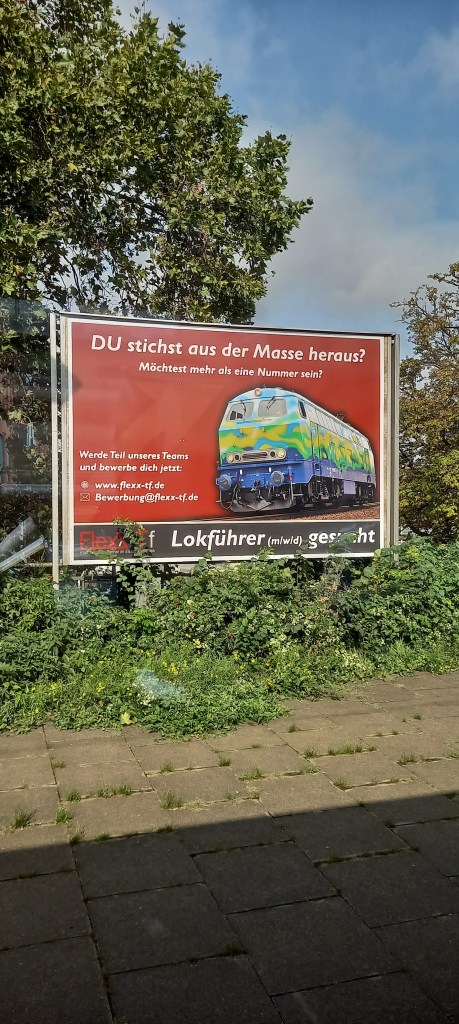 DU stichst aus der Masse heraus?
Möchtest mehr als eine Nummer sein?
Werde Teil unseres Teams
und bewerbe dich jetzt:
www.flexx-tf.de
Bewerbung@flexx-tf.de
Lokführer (m/w/d) gesucht